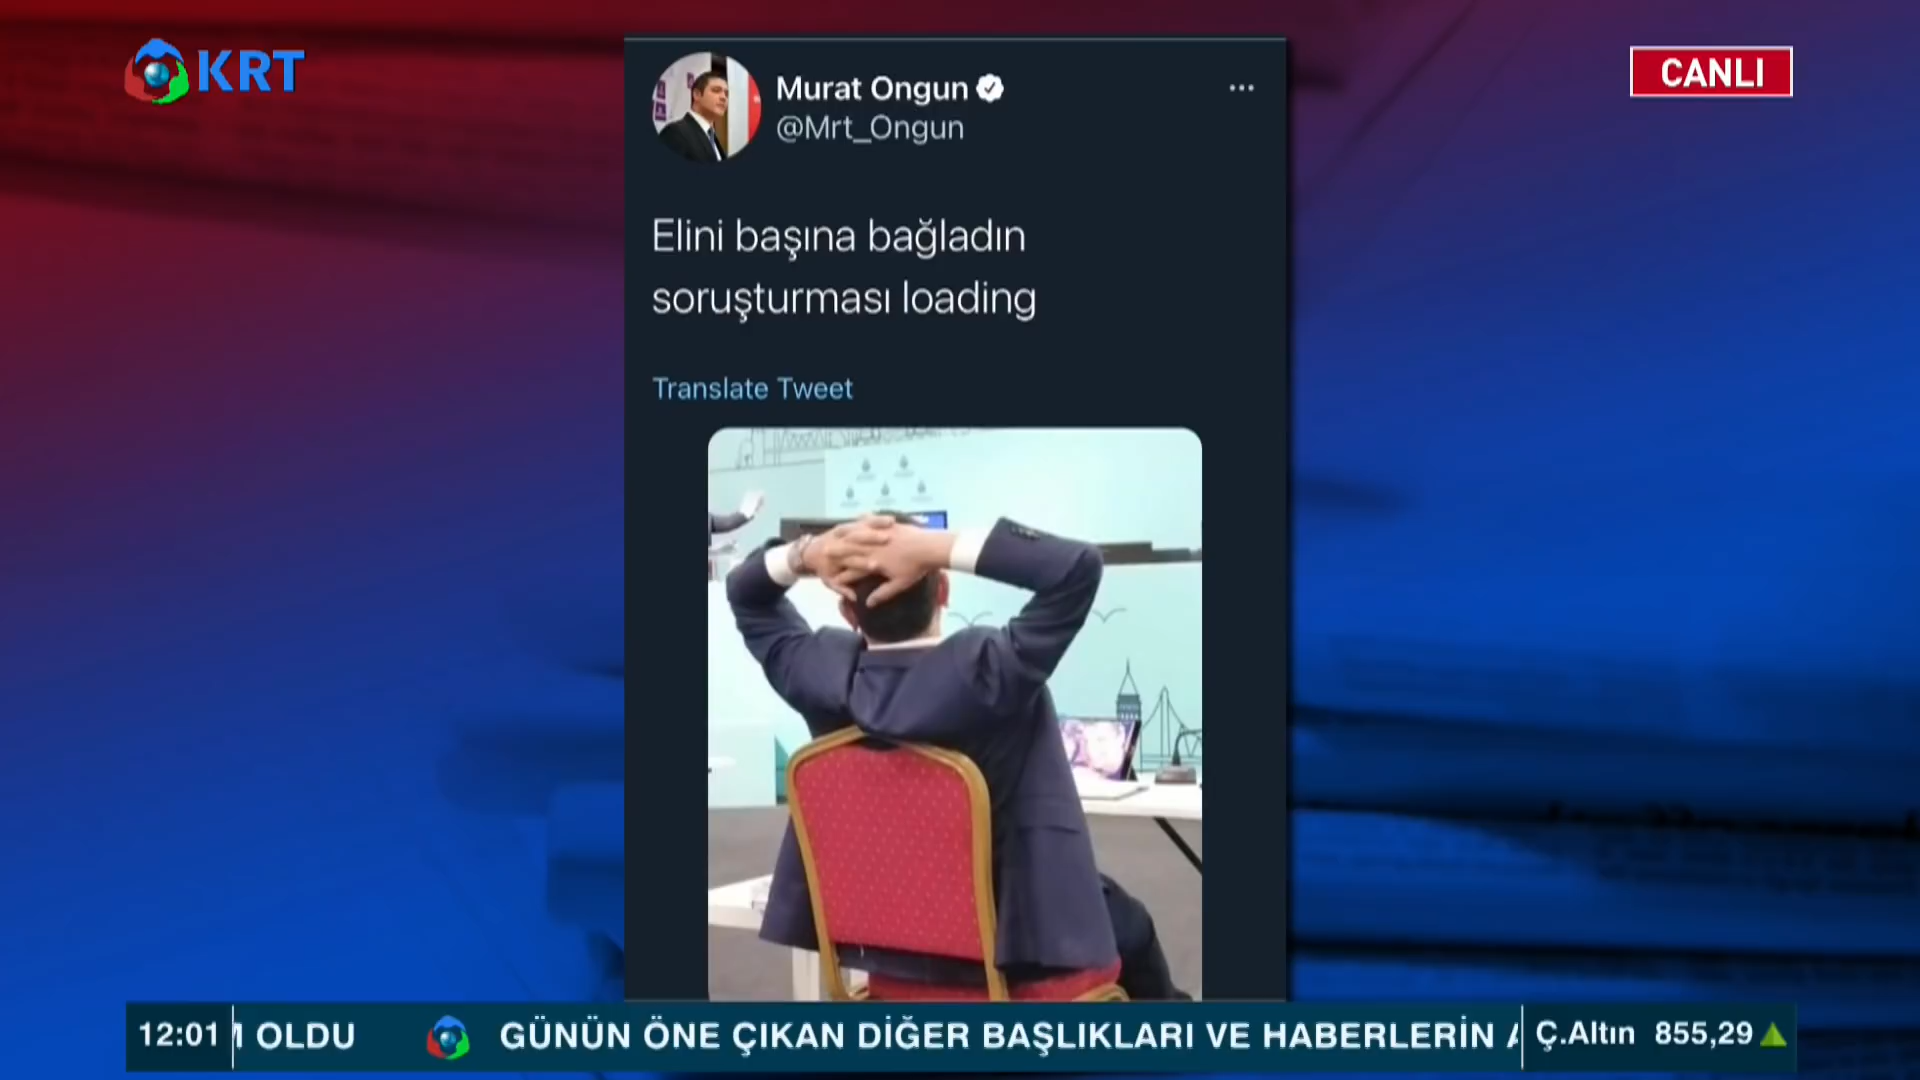 KRT
CANLI
Murat Ongun
@Mrt_Ongun
Elini başına bağladın
soruşturması loading
Translate Tweet
12:01
OLDU
GÜNÜN ÖNE ÇIKAN DİĞER BAŞLIKLARI VE HABERLERİN
Ç.Altın 855,29